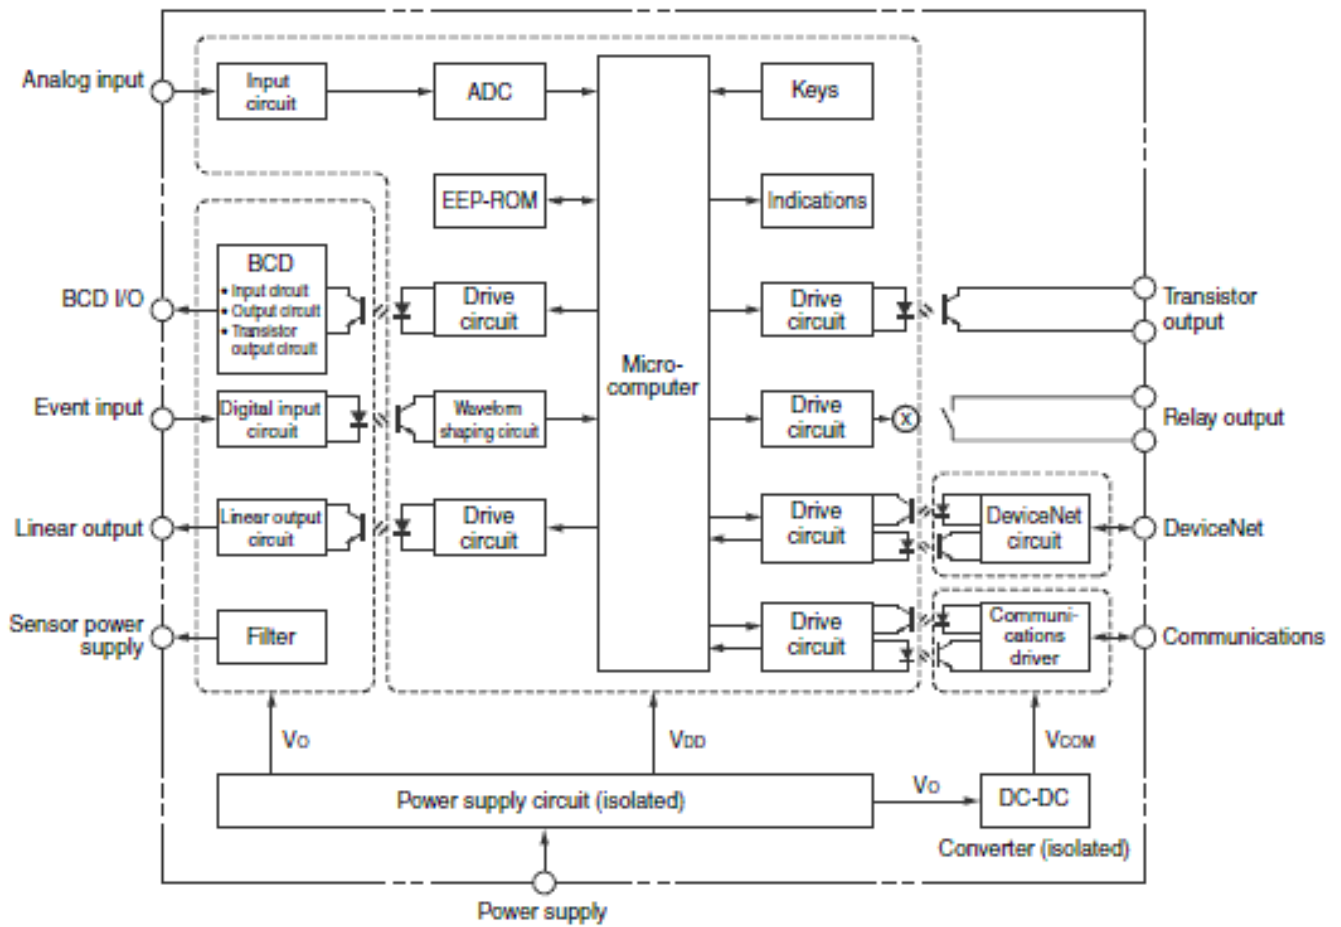 Analog input
Input
circuit
ADC
Keys
EEP-ROM
Indications
BCD I/O
BCD
• Input circuit
• Output circuit
• Transistor
output circuit
Drive
circuit
Micro-
computer
Drive
circuit
Transistor
output
Event input
Digital input
circuit
Waveform
shaping circuit
Drive
circuit
X
Relay output
Linear output
Linear output
circuit
Drive
circuit
Drive
circuit
DeviceNet
circuit
DeviceNet
Sensor power
supply
Filter
Drive
circuit
Communi-
cations
driver
Communications
VO
VDD
VCOM
Power supply circuit (isolated)
VO
DC-DC
Converter (isolated)
Power supply